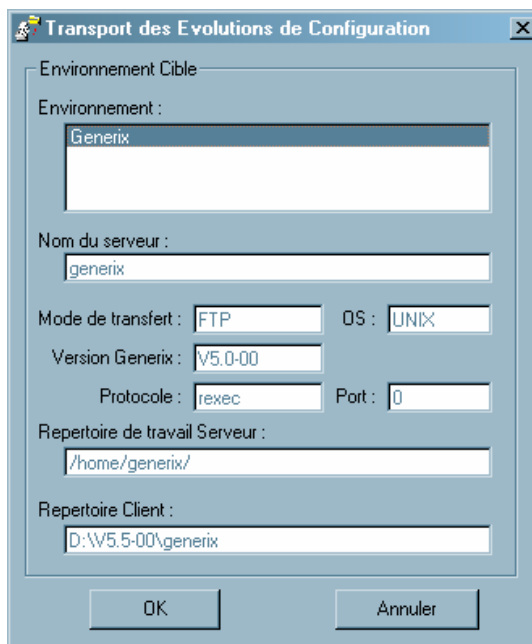 Transport des Evolutions de Configuration
Environnement Cible
Environnement :
Generix
Nom du serveur :
generix
Mode de transfert : FTP OS : UNIX
Version Generix : V5.0-00
Protocole : rexec Port : 0
Repertoire de travail Serveur :
/home/generix/
Repertoire Client :
D:\V5.5-00\generix
OK Annuler